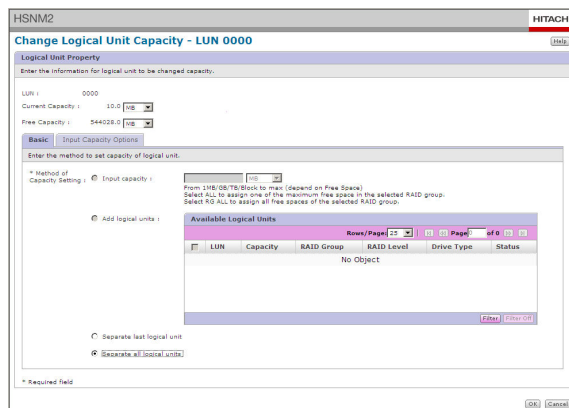 HSNM2
HITACHI
Change Logical Unit Capacity - LUN 0000
Help
Logical Unit Property
Enter the information for logical unit to be changed capacity.
LUN : 0000
Current Capacity : 10.0 MB
Free Capacity : 544028.0 MB
Basic Input Capacity Options
Enter the method to set capacity of logical unit.
* Method of
Capacity Setting : Input capacity : MB
From 1MB/GB/TB/Block to max (depend on Free Space)
Select ALL to assign one of the maximum free space in the selected RAID group.
Select RG ALL to assign all free spaces of the selected RAID group.
Add logical units : Available Logical Units
Rows/Page: 25 Page of 0
LUN Capacity RAID Group RAID Level Drive Type Status
No Object
Filter Filter Off
Separate last logical unit
Separate all logical units
* Required field
OK Cancel